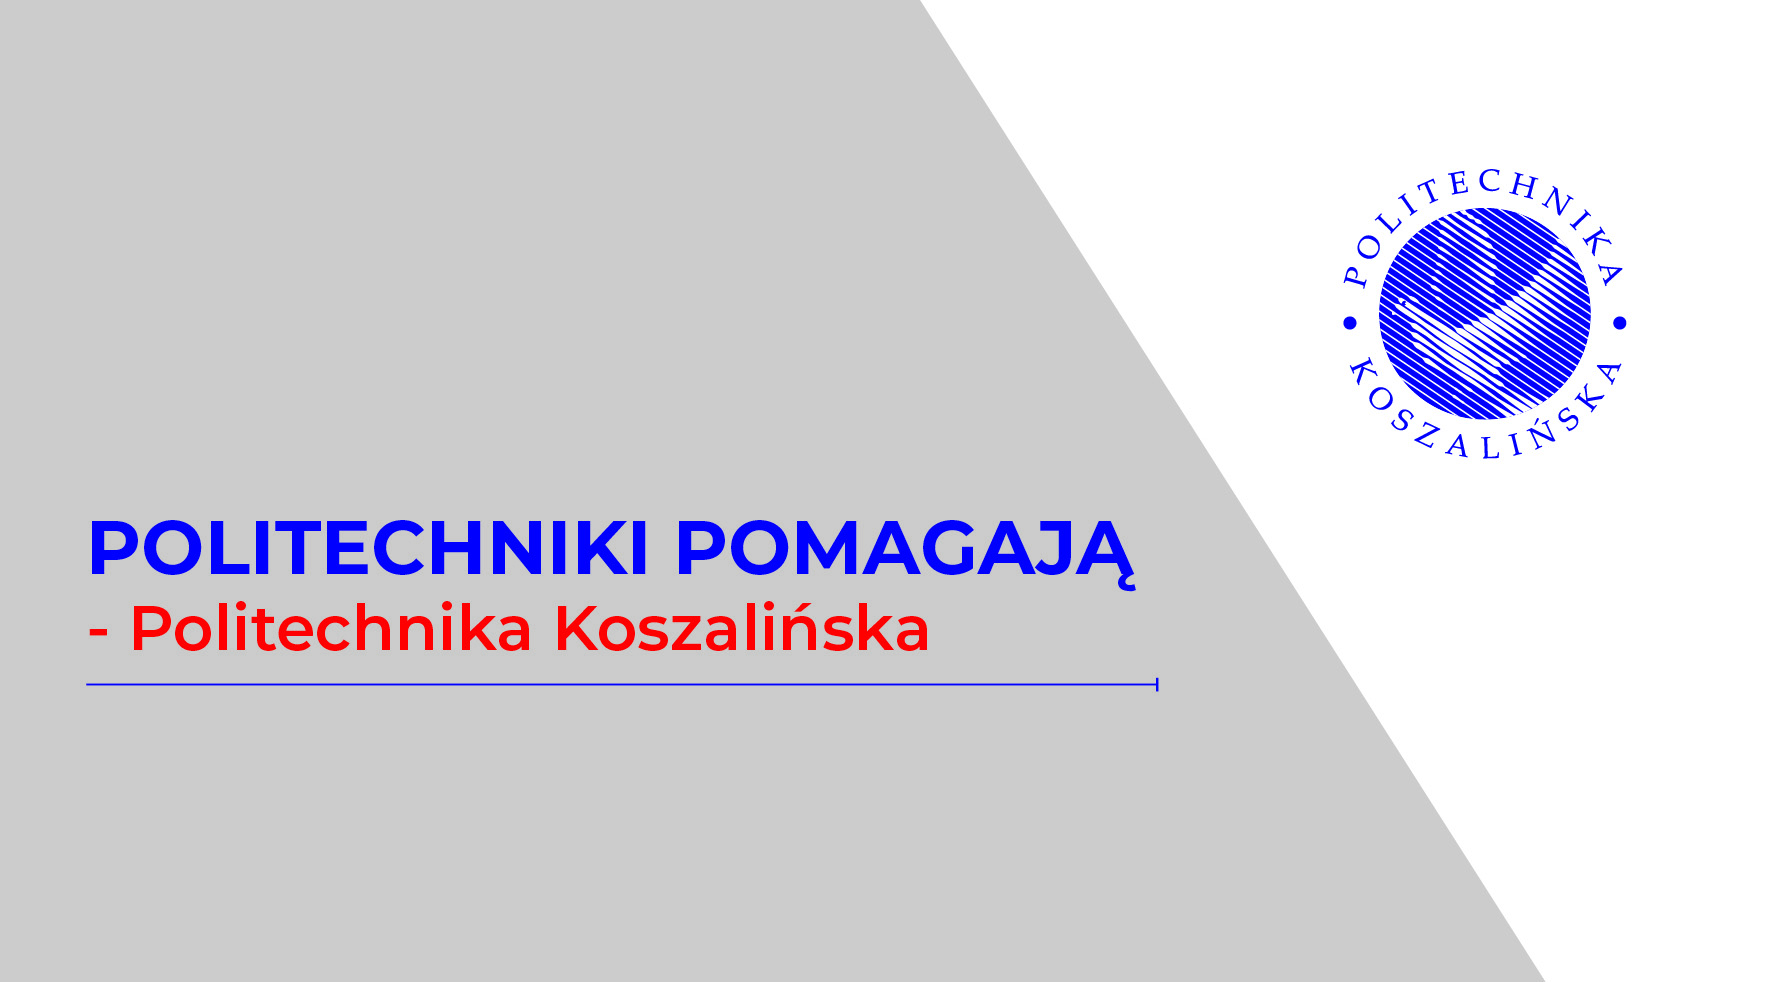 POLITECHNIKA
• KOSZALIŃSKA •
POLITECHNIKI POMAGAJĄ
- Politechnika Koszalińska